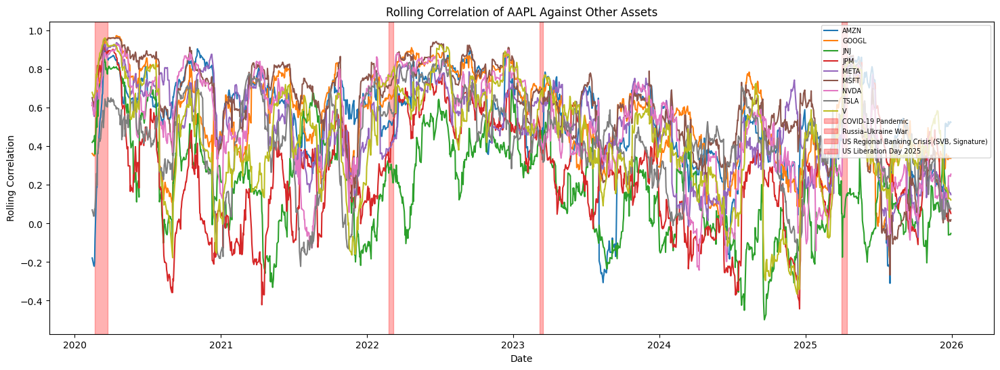 Rolling Correlation of AAPL Against Other Assets
Rolling Correlation
1.0
0.8
0.6
0.4
0.2
0.0
−0.2
−0.4
AMZN
GOOGL
JNJ
JPM
META
MSFT
NVDA
TSLA
V
COVID-19 Pandemic
Russia–Ukraine War
US Regional Banking Crisis (SVB, Signature)
US Liberation Day 2025
2020 2021 2022 2023 2024 2025 2026
Date